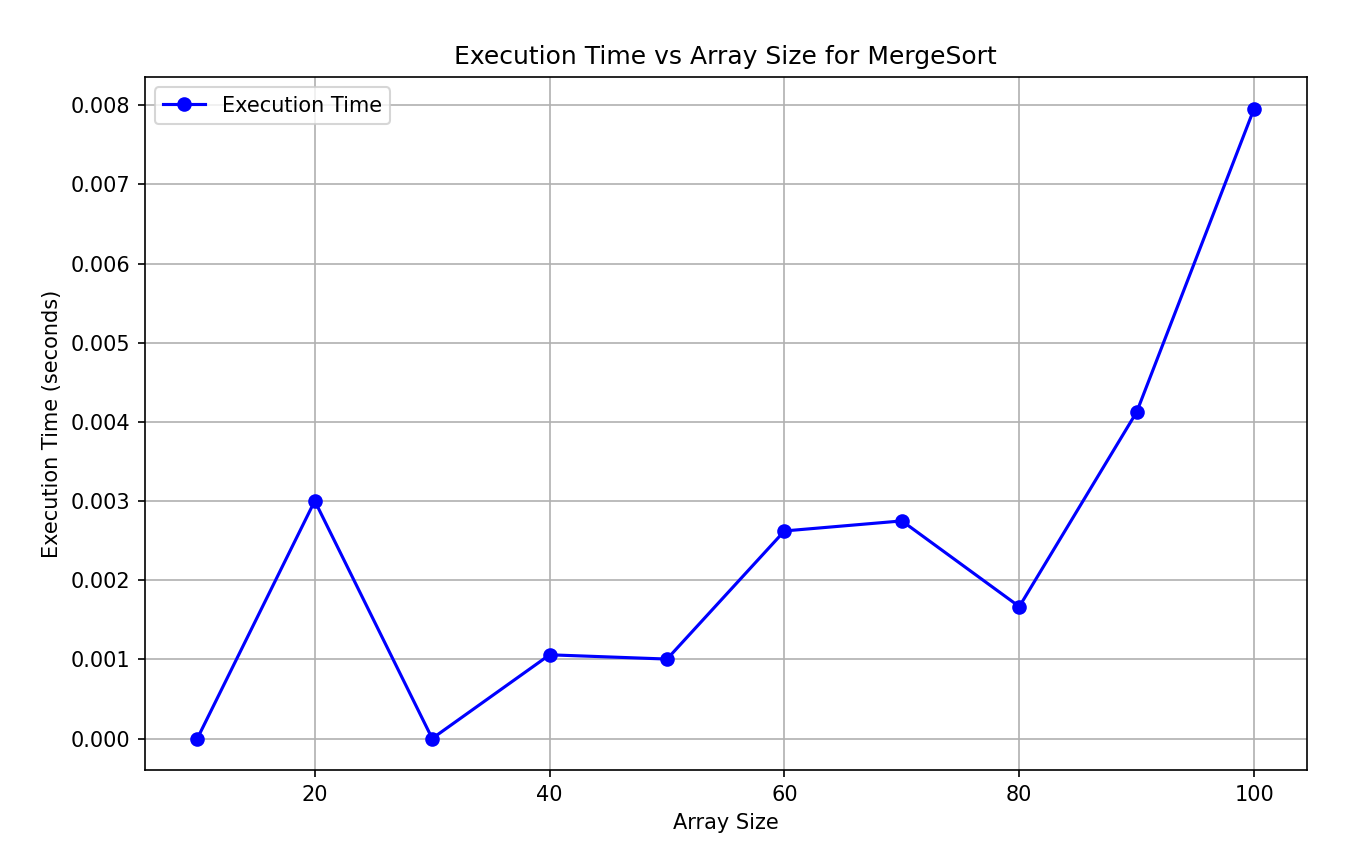 Execution Time vs Array Size for MergeSort
Execution Time
0.008
0.007
0.006
0.005
0.004
0.003
0.002
0.001
0.000
Execution Time (seconds)
20 40 60 80 100
Array Size